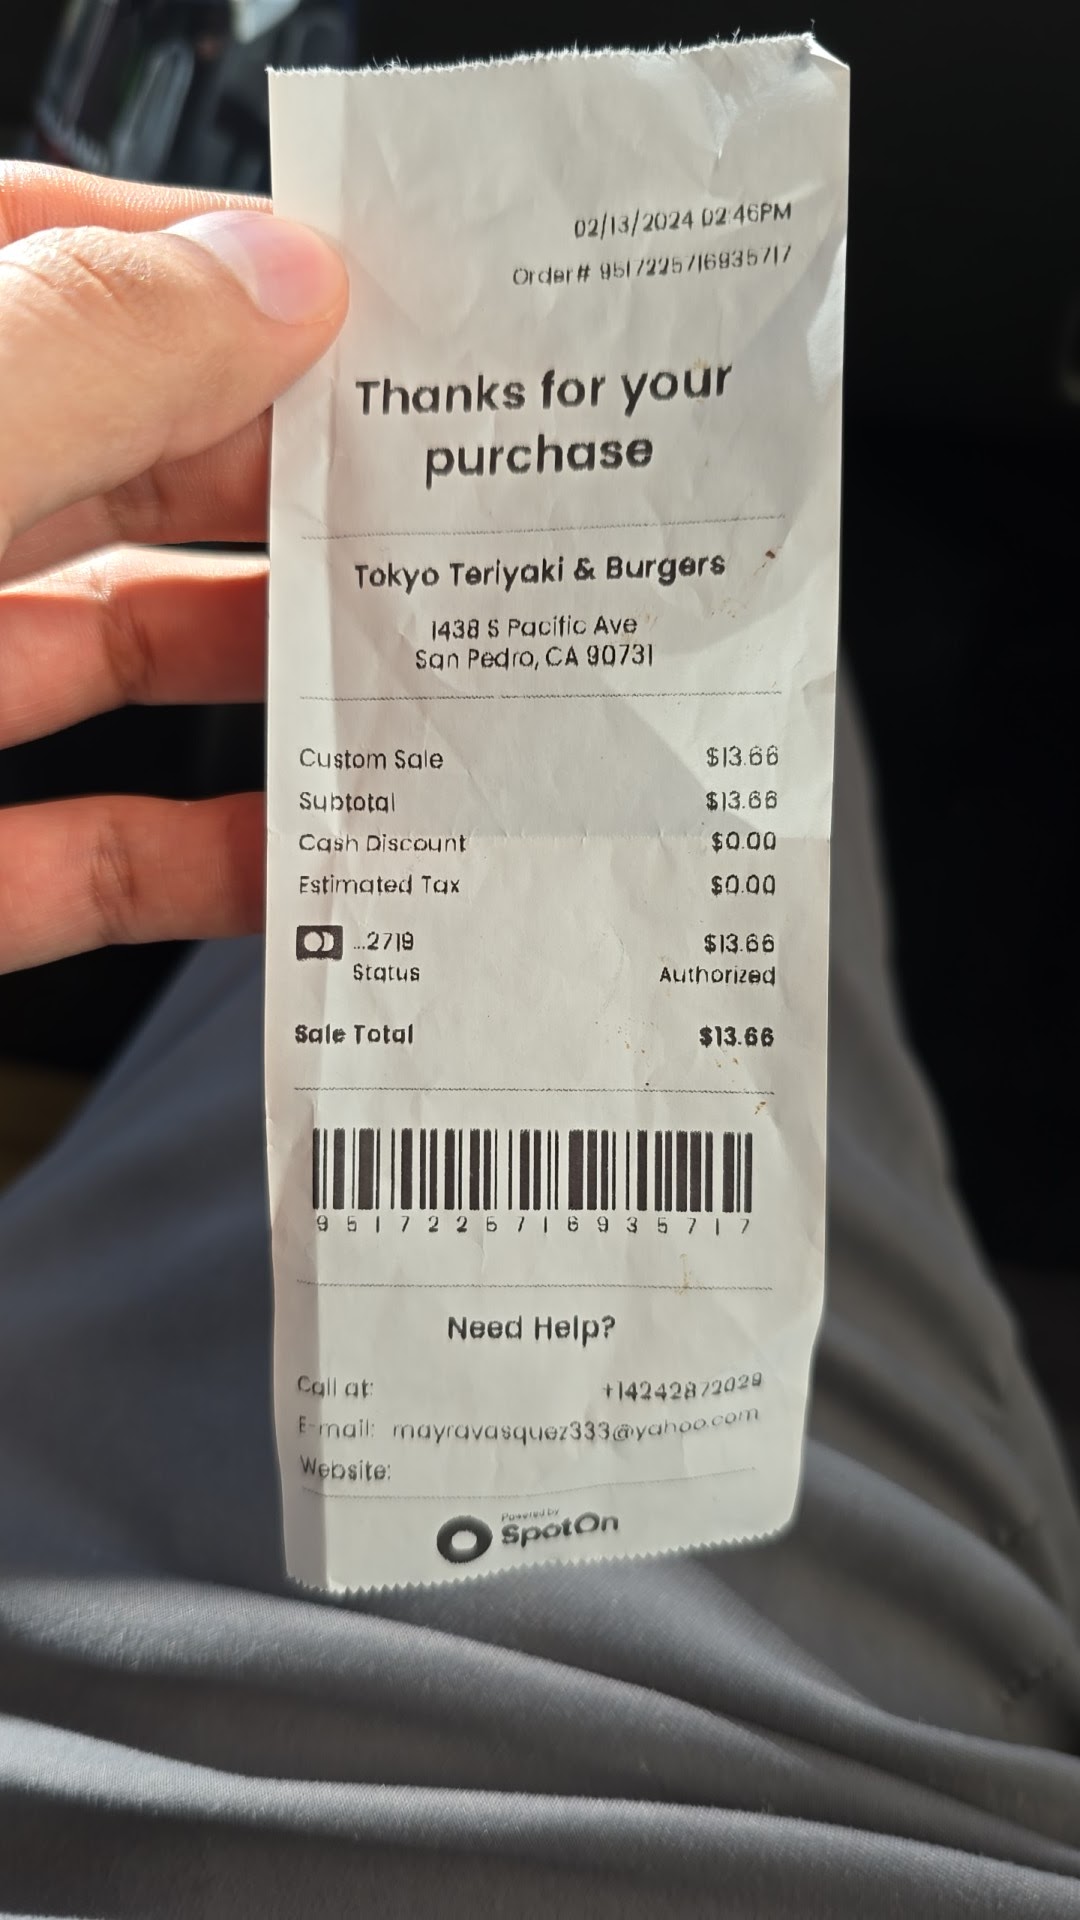 02/13/2024 02:46PM
Order# 9517225716935717
Thanks for your
purchase
Tokyo Teriyaki & Burgers
1438 S Pacific Ave
San Pedro, CA 90731
Custom Sale $13.66
Subtotal $13.66
Cash Discount $0.00
Estimated Tax $0.00
...2719 $13.66
Status Authorized
Sale Total $13.66
9 5 1 7 2 2 5 7 1 6 9 3 5 7 1 7
Need Help?
Call at: +14242872029
E-mail: mayravasquez333@yahoo.com
Website:
Powered by
SpotOn